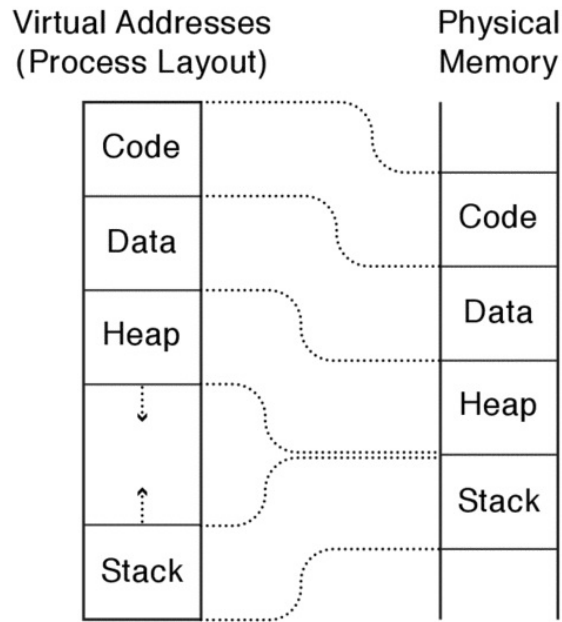 Virtual Addresses
(Process Layout)
Physical
Memory
Code
Data
Heap
Stack
Code
Data
Heap
Stack